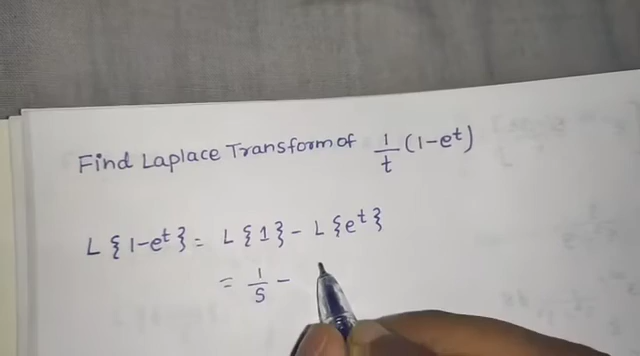 Find Laplace Transform of 1/t (1-e^t)
L{1-e^t} = L{1} - L{e^t}
= 1/s -